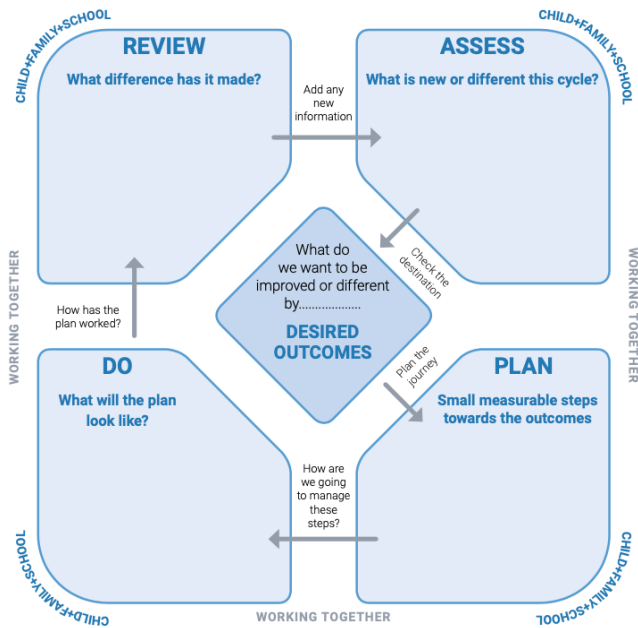 CHILD+FAMILY+SCHOOL
REVIEW
What difference has it made?
Add any
new
information
CHILD+FAMILY+SCHOOL
ASSESS
What is new or different this cycle?
Check the
destination
What do
we want to be
improved or different
by...................
DESIRED
OUTCOMES
WORKING TOGETHER
How has the
plan worked?
WORKING TOGETHER
Plan the
journey
PLAN
Small measurable steps
towards the outcomes
DO
What will the plan
look like?
How are
we going
to manage
these
steps?
CHILD+FAMILY+SCHOOL
CHILD+FAMILY+SCHOOL
CHILD+FAMILY+SCHOOL
WORKING TOGETHER